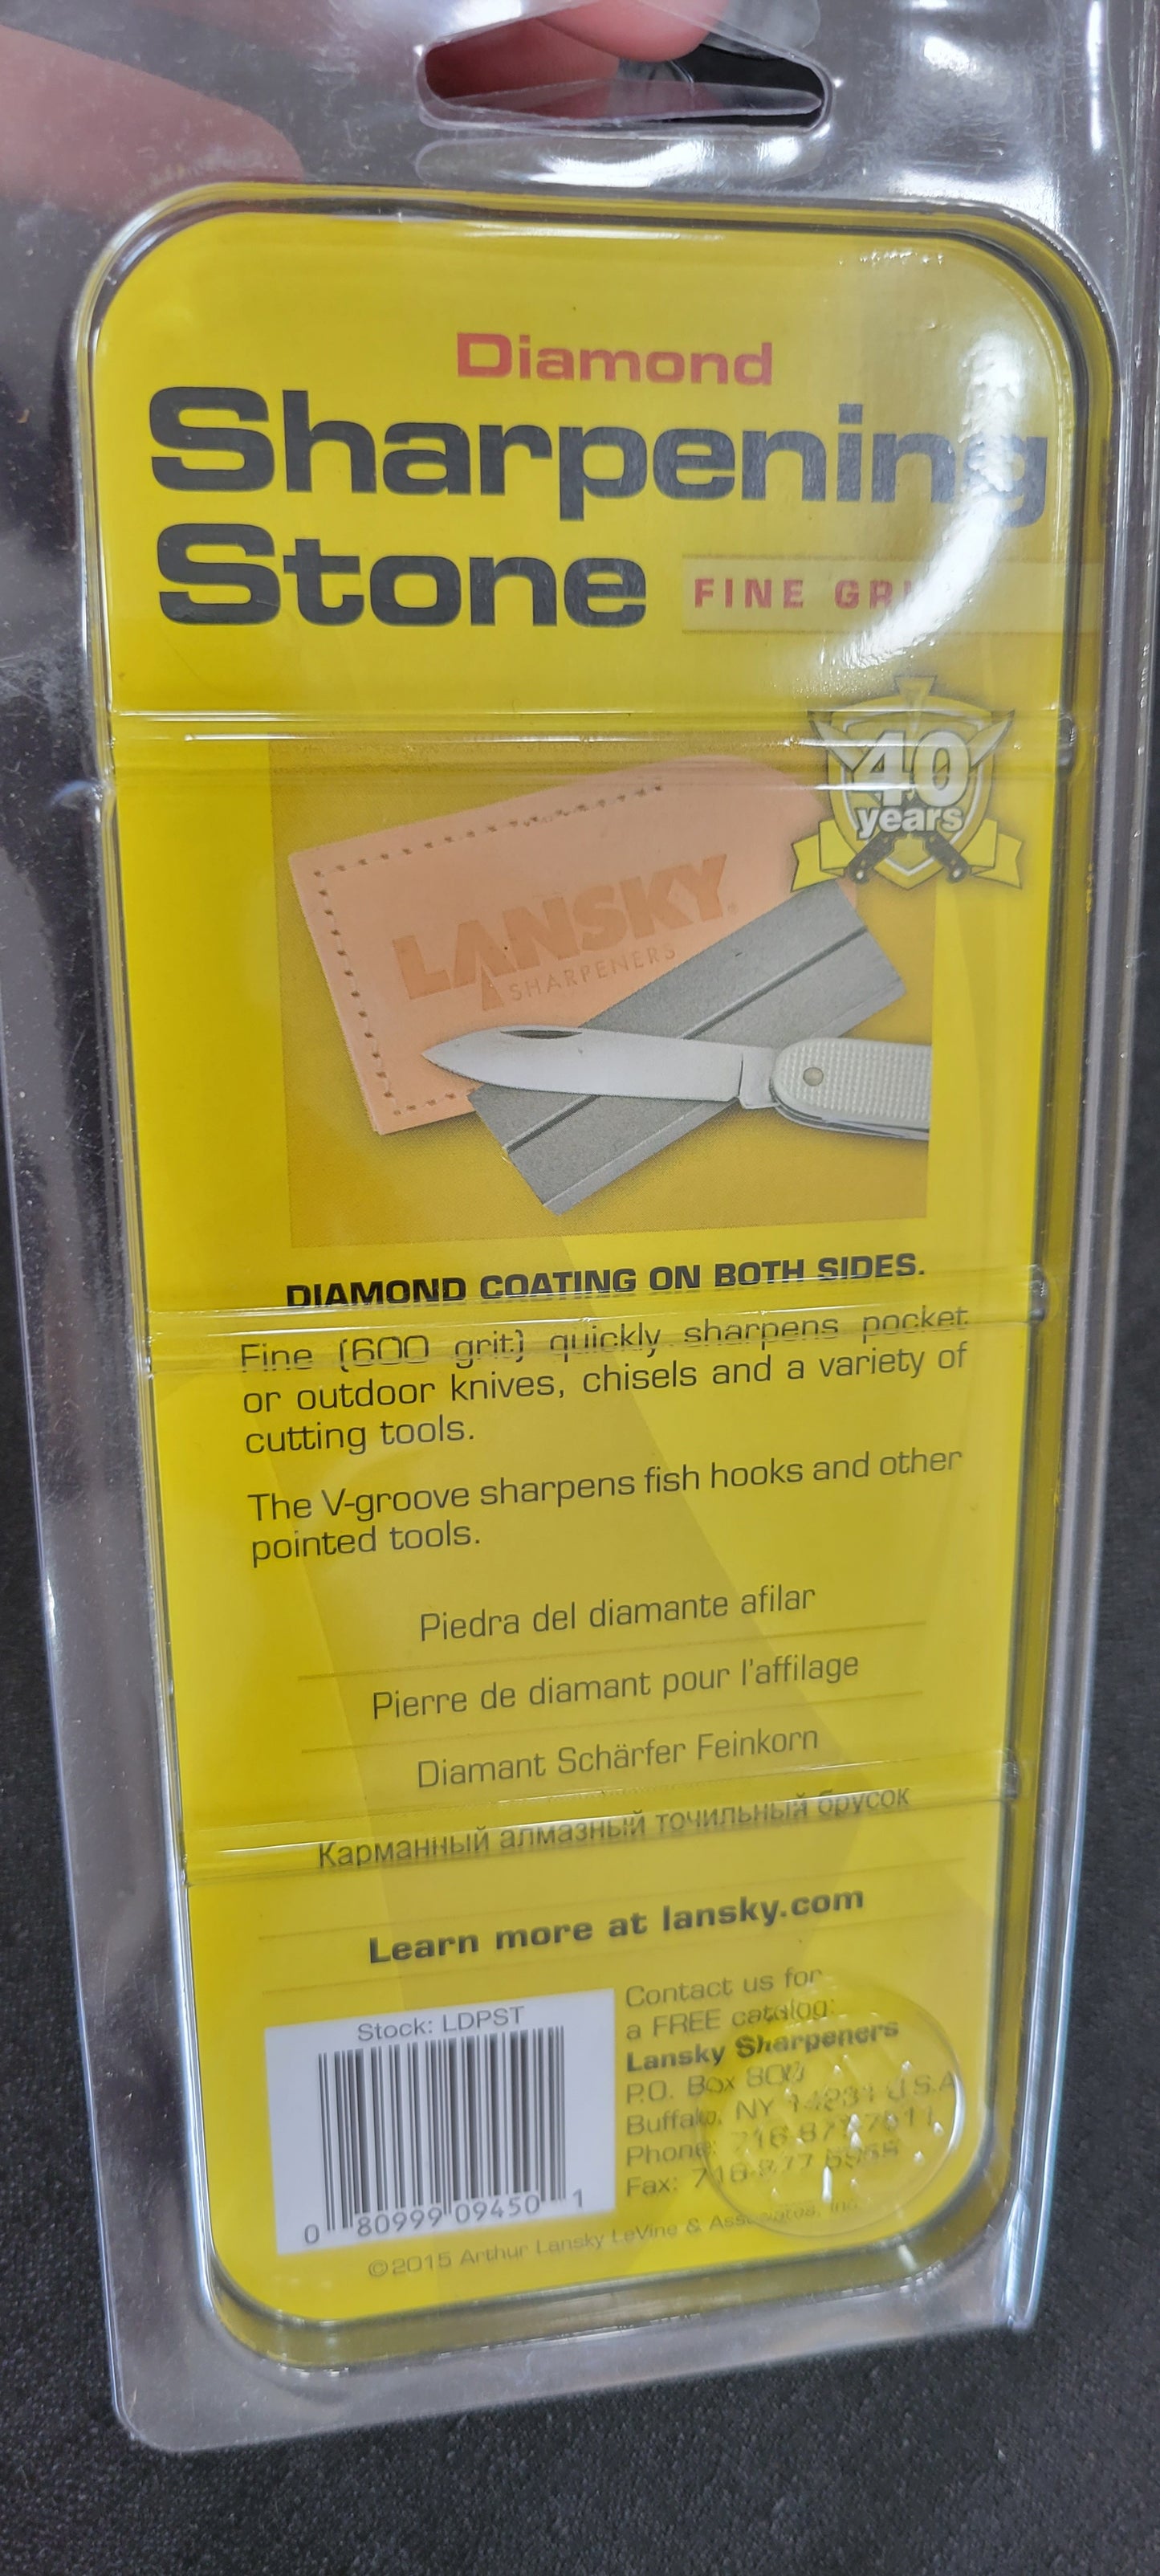 Diamond
Sharpening
Stone
FINE
40
years
LANSKY
SHARPENERS
DIAMOND COATING ON BOTH SIDES.
Fine (600 grit) quickly sharpens pocket
or outdoor knives, chisels and a variety of
cutting tools.
The V-groove sharpens fish hooks and other
pointed tools.
Piedra del diamante afilar
Pierre de diamant pour l'affilage
Diamant Schärfer Feinkorn
Карманный алмазный точильный брусок
Learn more at lansky.com
Stock: LDPST
0 80999 09450 1
Contact us for
a FREE catalog:
Lansky Sharpeners
P.O. Box
Buffalo, NY U.S.A
Phone:
Fax:
©2015 Arthur Lansky LeVine & Associates, Inc.